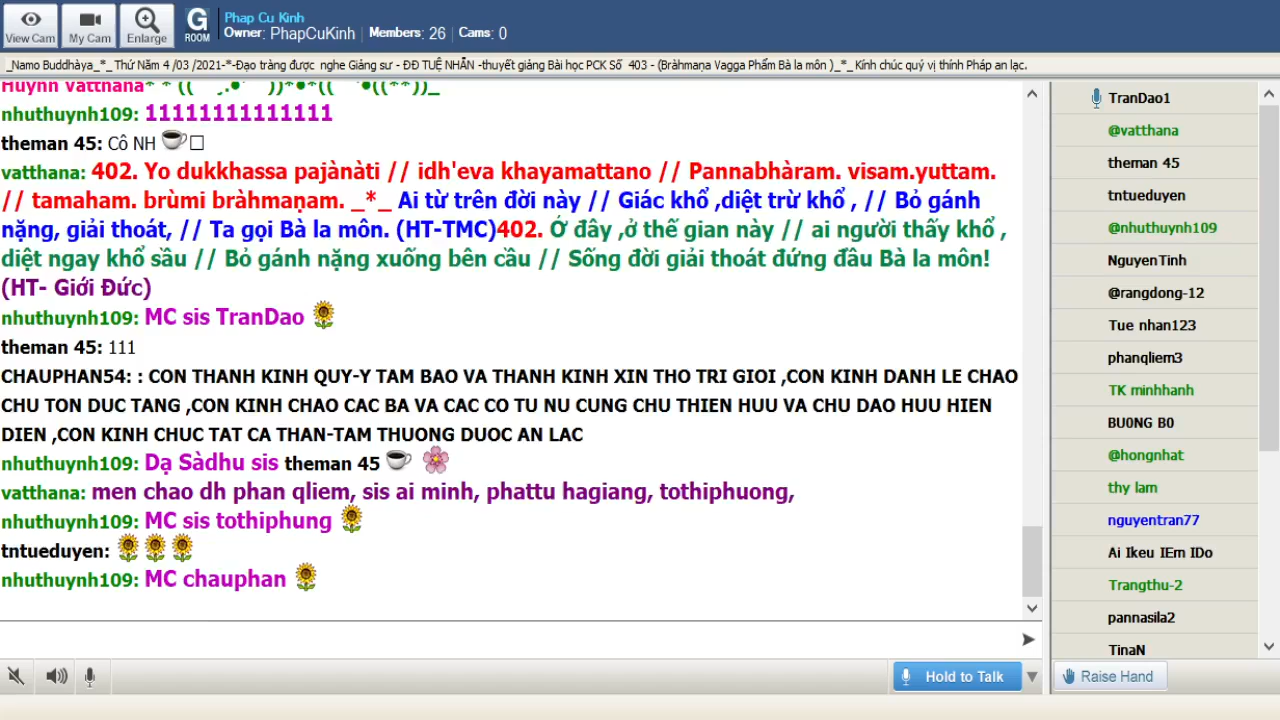 View Cam
My Cam
Enlarge
G
ROOM
Phap Cu Kinh
Owner: PhapCuKinh | Members: 26 | Cams: 0
_Namo Buddhàya_*_ Thứ Năm 4 /03 /2021-*-Đạo tràng được nghe Giảng sư - ĐĐ TUỆ NHẪN -thuyết giảng Bài học PCK Số 403 - (Bràhmana Vagga Phẩm Bà la môn )_*_ Kính chúc quý vị thính Pháp an lạc.
Huynh Vatthana
nhuthuynh109: 11111111111111
theman 45: Cô NH
vatthana: 402. Yo dukkhassa pajànàti // idh'eva khayamattano // Pannabhàram. visam.yuttam.
// tamaham. brùmi bràhmaṇam. _*_ Ai từ trên đời này // Giác khổ ,diệt trừ khổ , // Bỏ gánh
nặng, giải thoát, // Ta gọi Bà la môn. (HT-TMC)402. Ở đây ,ở thế gian này // ai người thấy khổ ,
diệt ngay khổ sầu // Bỏ gánh nặng xuống bên cầu // Sống đời giải thoát đứng đầu Bà la môn!
(HT- Giới Đức)
nhuthuynh109: MC sis TranDao
theman 45: 111
CHAUPHAN54: : CON THANK KINH QUY-Y TAM BAO VA THANK KINH XIN THO TRI GIOI ,CON KINH DANH LE CHAO
CHU TON DUC TANG ,CON KINH CHAO CAC BA VA CAC CO TU NU CUNG CHU THIEN HUU VA CHU DAO HUU HIEN
DIEN ,CON KINH CHUC TAT CA THAN-TAM THUONG DUOC AN LAC
nhuthuynh109: Dạ Sàdhu sis theman 45
vatthana: men chao dh phan qliem, sis ai minh, phattu hagiang, tothiphuong,
nhuthuynh109: MC sis tothiphung
tntueduyen:
nhuthuynh109: MC chauphan
Hold to Talk
TranDao1
@vatthana
theman 45
tntueduyen
@nhuthuynh109
NguyenTinh
@rangdong-12
Tue nhan123
phanqliem3
TK minhhanh
BU0NG B0
@hongnhat
thy lam
nguyentran77
Ai Ikeu IEm IDo
Trangthu-2
pannasila2
TinaN
Raise Hand